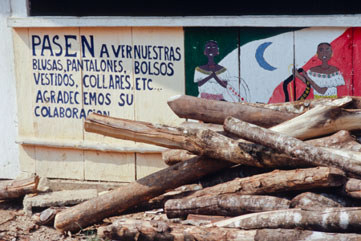 PASEN A VER NUESTRAS
BLUSAS, PANTALONES, BOLSOS
VESTIDOS, COLLARES, ETC...
AGRADECEMOS SU
COLABORACION